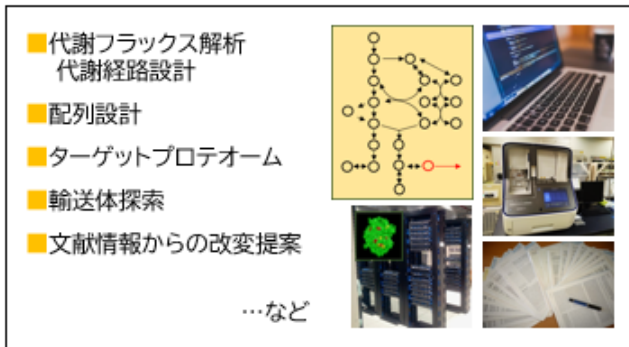 ■代謝フラックス解析
代謝経路設計
■配列設計
■ターゲットプロテオーム
■輸送体探索
■文献情報からの改変提案
…など